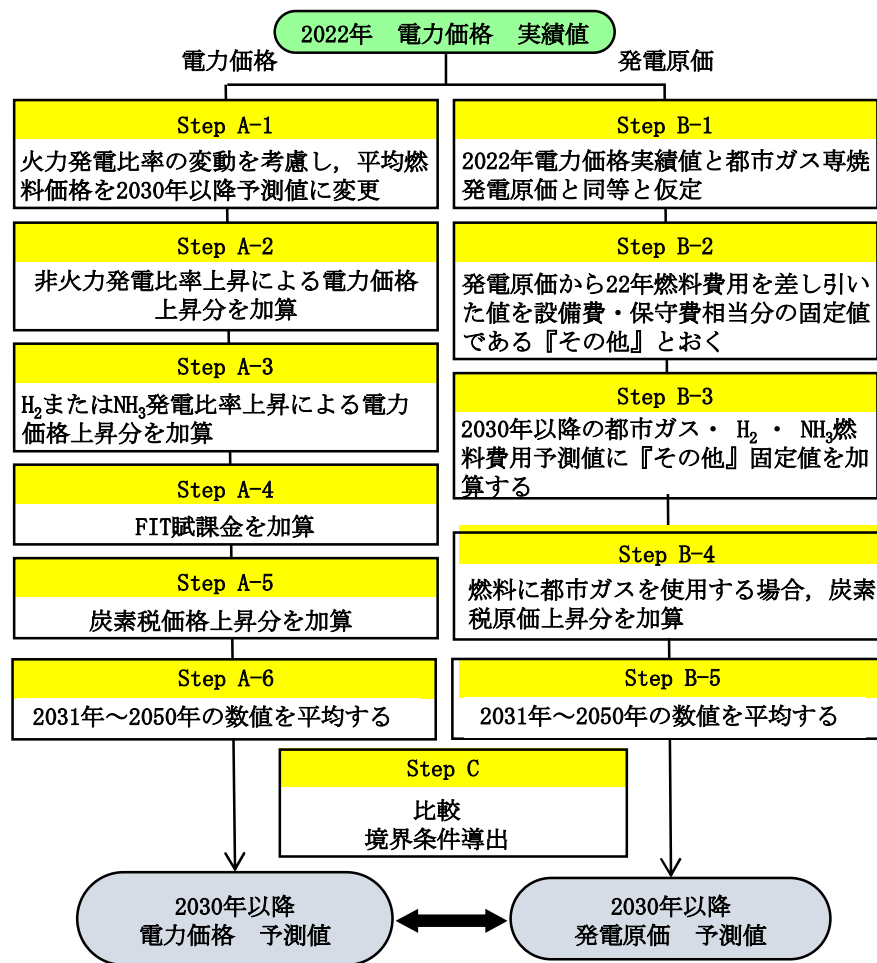 2022年 電力価格 実績値
電力価格
発電原価
Step A-1
火力発電比率の変動を考慮し，平均燃
料価格を2030年以降予測値に変更
Step A-2
非火力発電比率上昇による電力価格
上昇分を加算
Step A-3
H₂またはNH₃発電比率上昇による電力
価格上昇分を加算
Step A-4
FIT賦課金を加算
Step A-5
炭素税価格上昇分を加算
Step A-6
2031年～2050年の数値を平均する
Step B-1
2022年電力価格実績値と都市ガス専焼
発電原価と同等と仮定
Step B-2
発電原価から22年燃料費用を差し引い
た値を設備費・保守費相当分の固定値
である『その他』とおく
Step B-3
2030年以降の都市ガス・ H₂ ・ NH₃燃
料費用予測値に『その他』固定値を加
算する
Step B-4
燃料に都市ガスを使用する場合，炭素
税原価上昇分を加算
Step B-5
2031年～2050年の数値を平均する
Step C
比較
境界条件導出
2030年以降
電力価格 予測値
2030年以降
発電原価 予測値